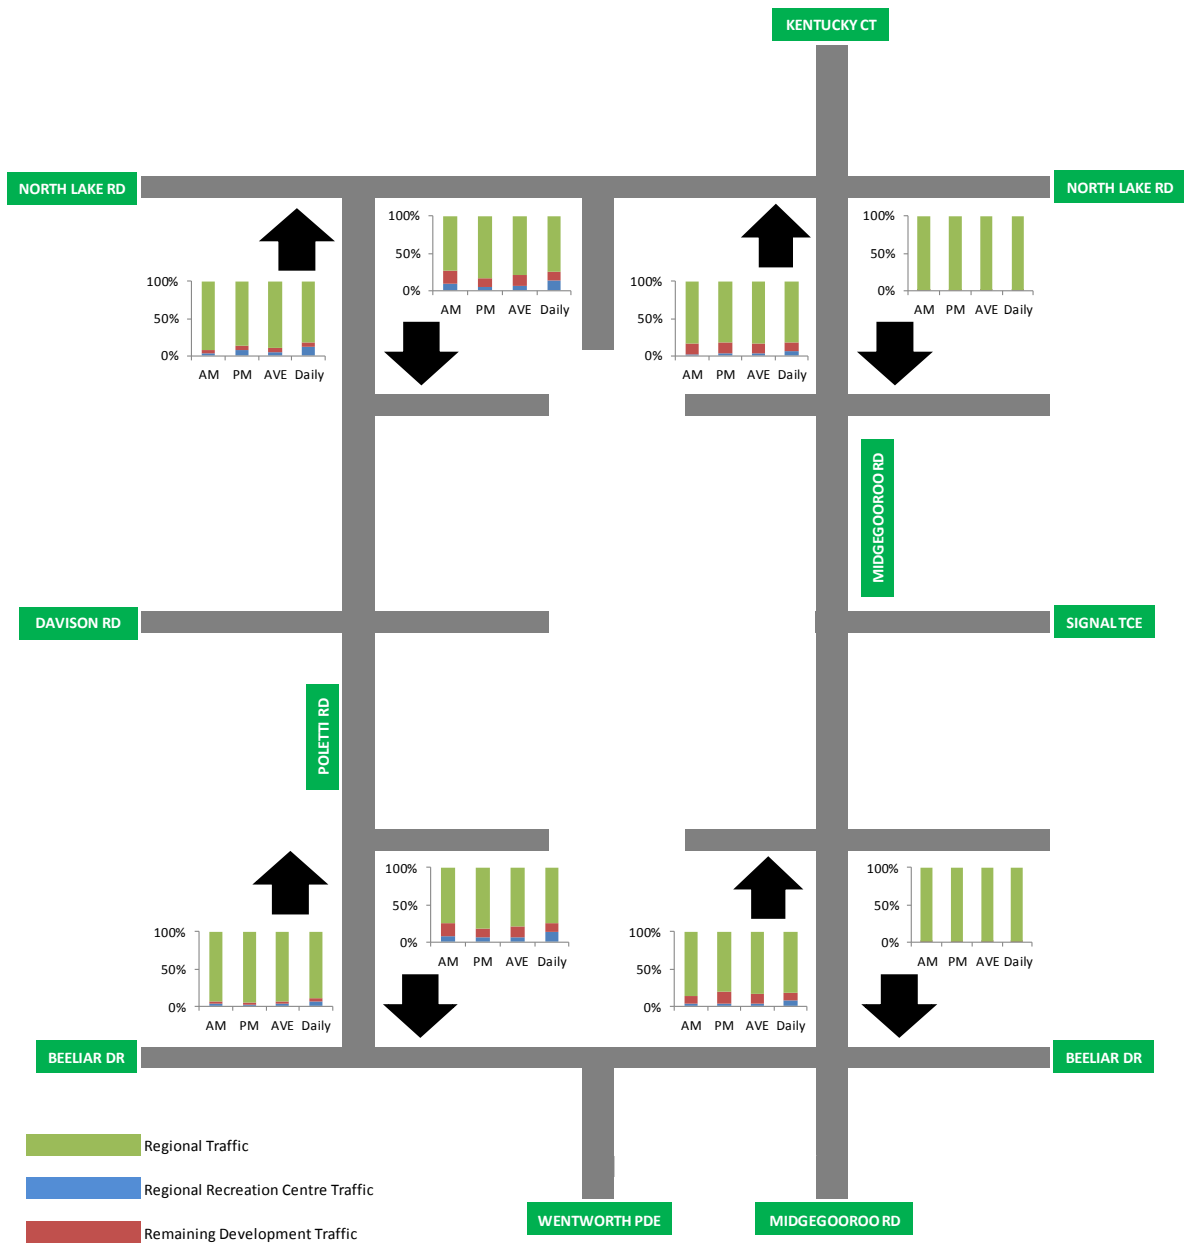 KENTUCKY CT
NORTH LAKE RD
NORTH LAKE RD
100%
50%
0%
AM PM AVE Daily
100%
50%
0%
AM PM AVE Daily
100%
50%
0%
AM PM AVE Daily
100%
50%
0%
AM PM AVE Daily
MIDGEGOOROO RD
DAVISON RD
SIGNAL TCE
POLETTI RD
100%
50%
0%
AM PM AVE Daily
100%
50%
0%
AM PM AVE Daily
100%
50%
0%
AM PM AVE Daily
100%
50%
0%
AM PM AVE Daily
BEELIAR DR
BEELIAR DR
Regional Traffic
Regional Recreation Centre Traffic
Remaining Development Traffic
WENTWORTH PDE
MIDGEGOOROO RD